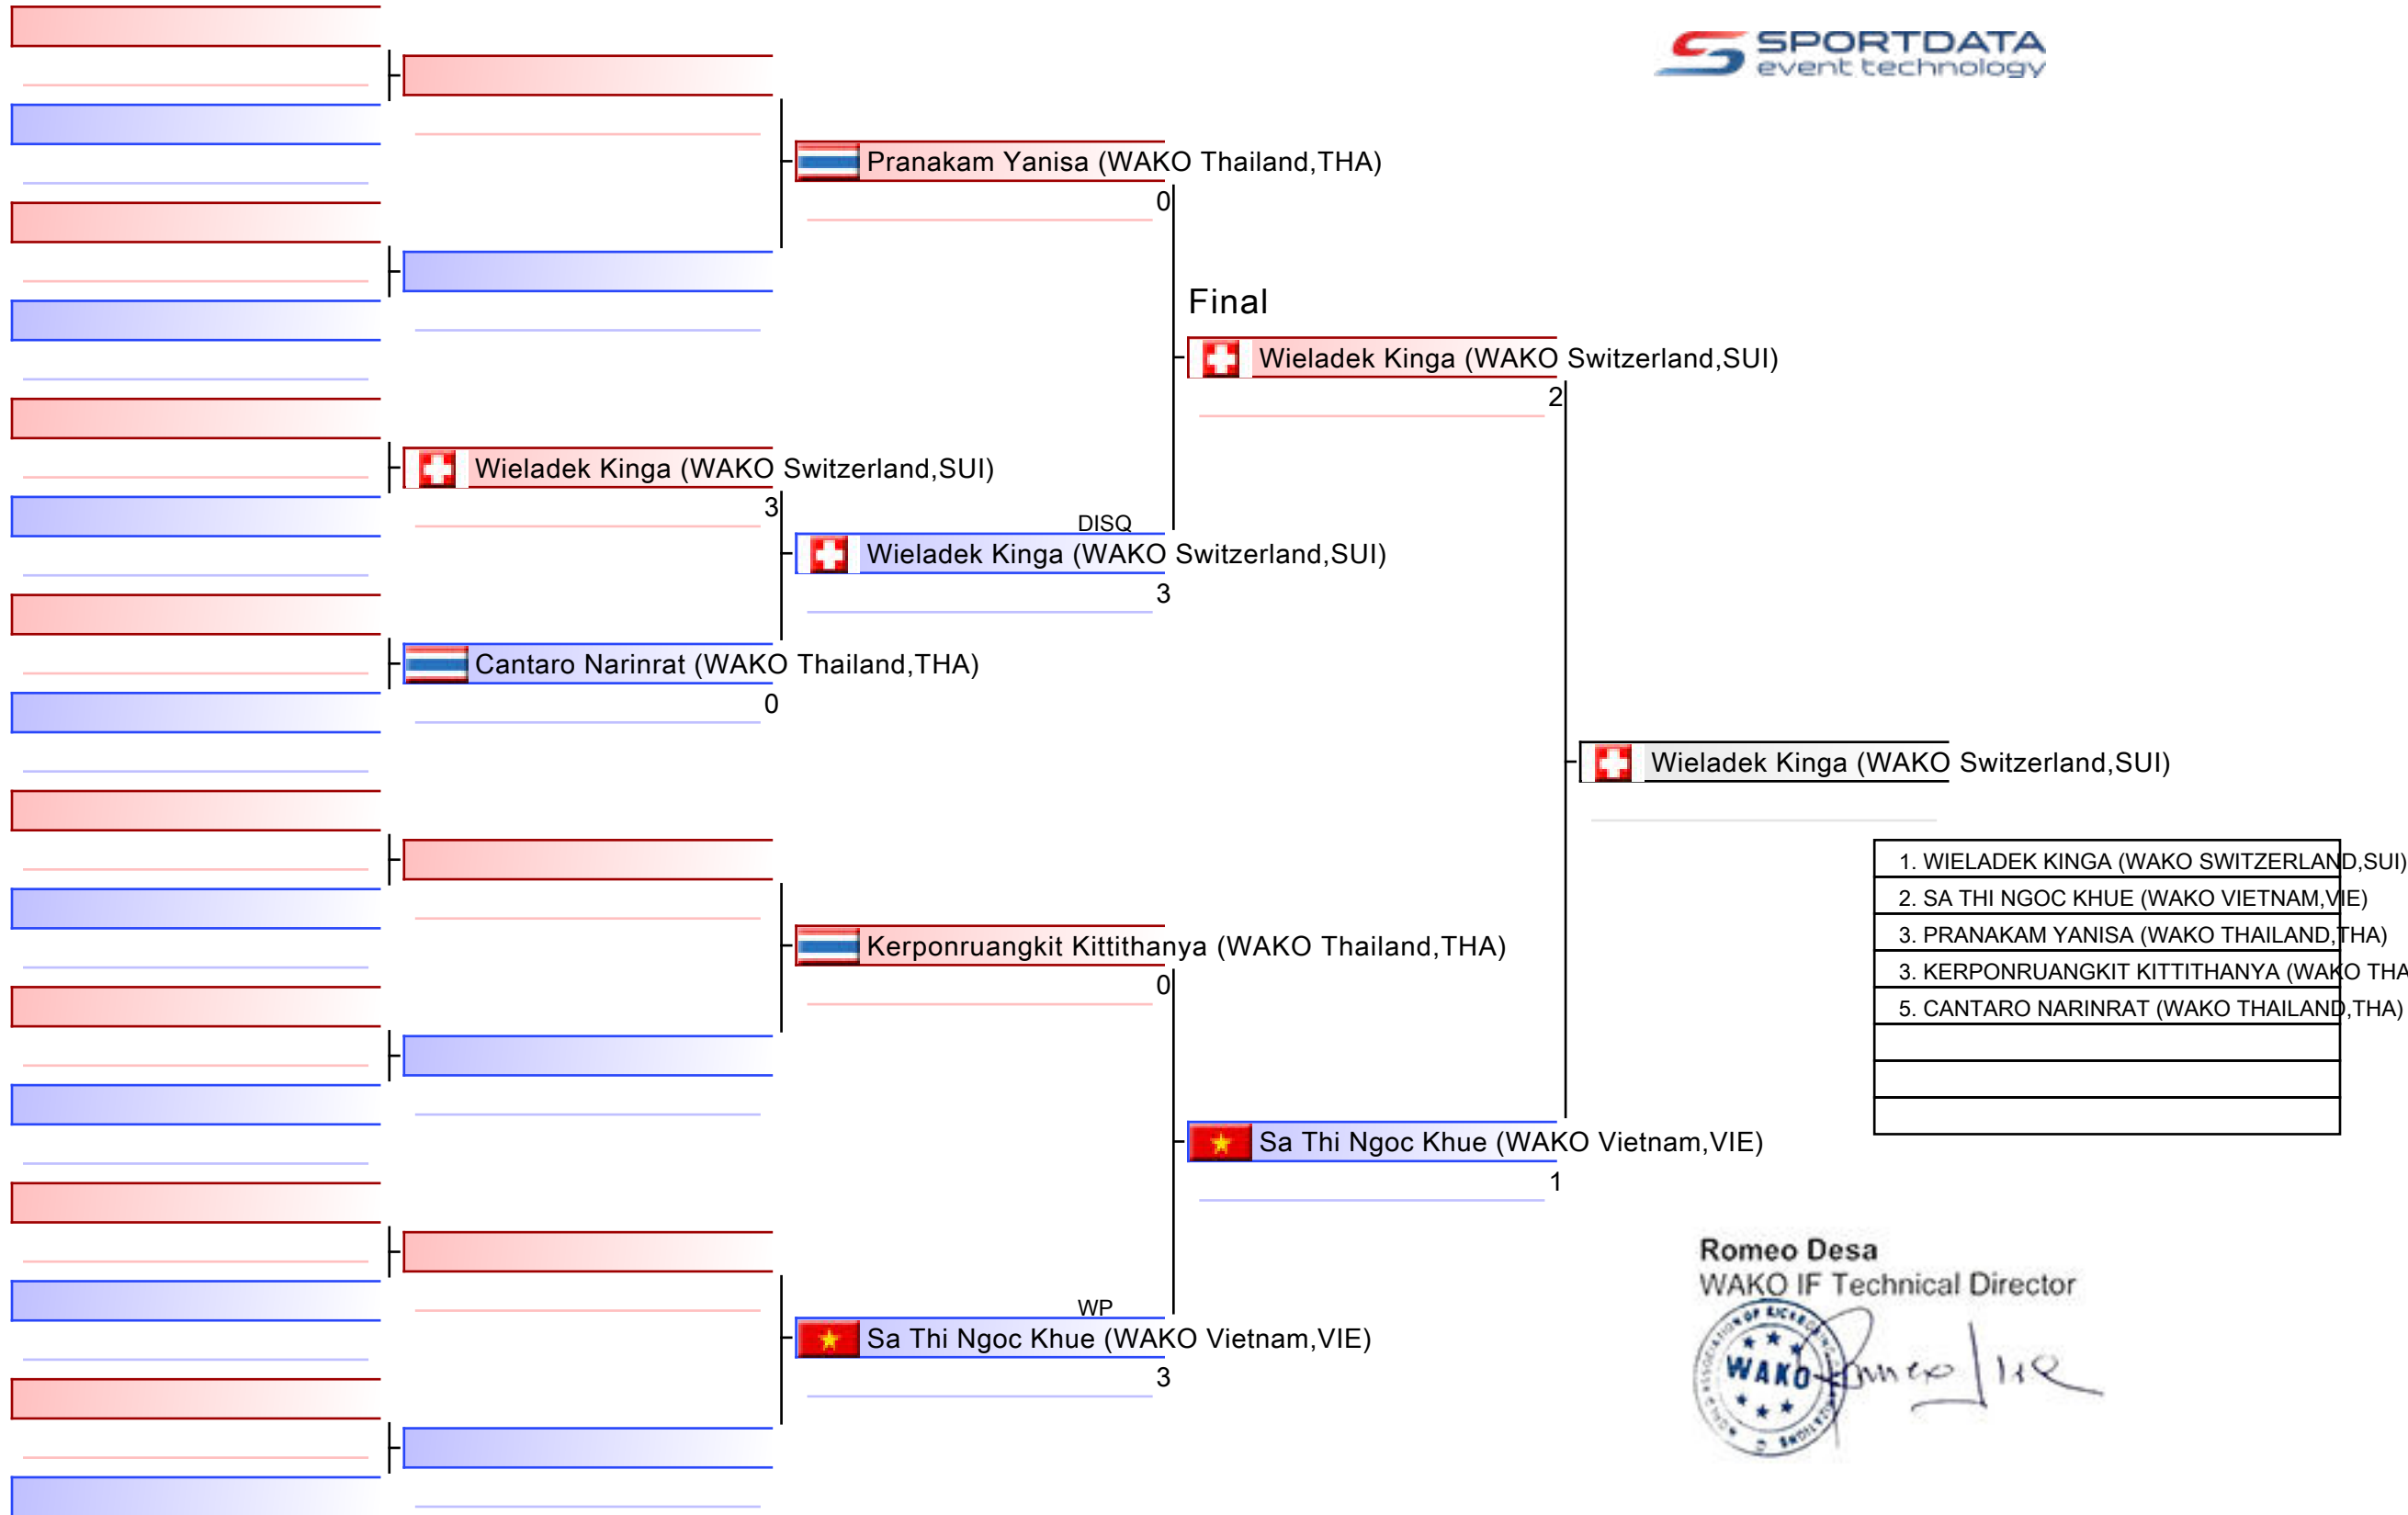 SPORTDATA
event technology
Pranakam Yanisa (WAKO Thailand,THA)
0
Final
Wieladek Kinga (WAKO Switzerland,SUI)
2
Wieladek Kinga (WAKO Switzerland,SUI)
3
DISQ
Wieladek Kinga (WAKO Switzerland,SUI)
3
Cantaro Narinrat (WAKO Thailand,THA)
0
Wieladek Kinga (WAKO Switzerland,SUI)
1. WIELADEK KINGA (WAKO SWITZERLAND,SUI)
2. SA THI NGOC KHUE (WAKO VIETNAM,VIE)
3. PRANAKAM YANISA (WAKO THAILAND,THA)
3. KERPONRUANGKIT KITTITHANYA (WAKO THA
5. CANTARO NARINRAT (WAKO THAILAND,THA)
Kerponruangkit Kittithanya (WAKO Thailand,THA)
0
Sa Thi Ngoc Khue (WAKO Vietnam,VIE)
1
WP
Sa Thi Ngoc Khue (WAKO Vietnam,VIE)
3
Romeo Desa
WAKO IF Technical Director
WAKO